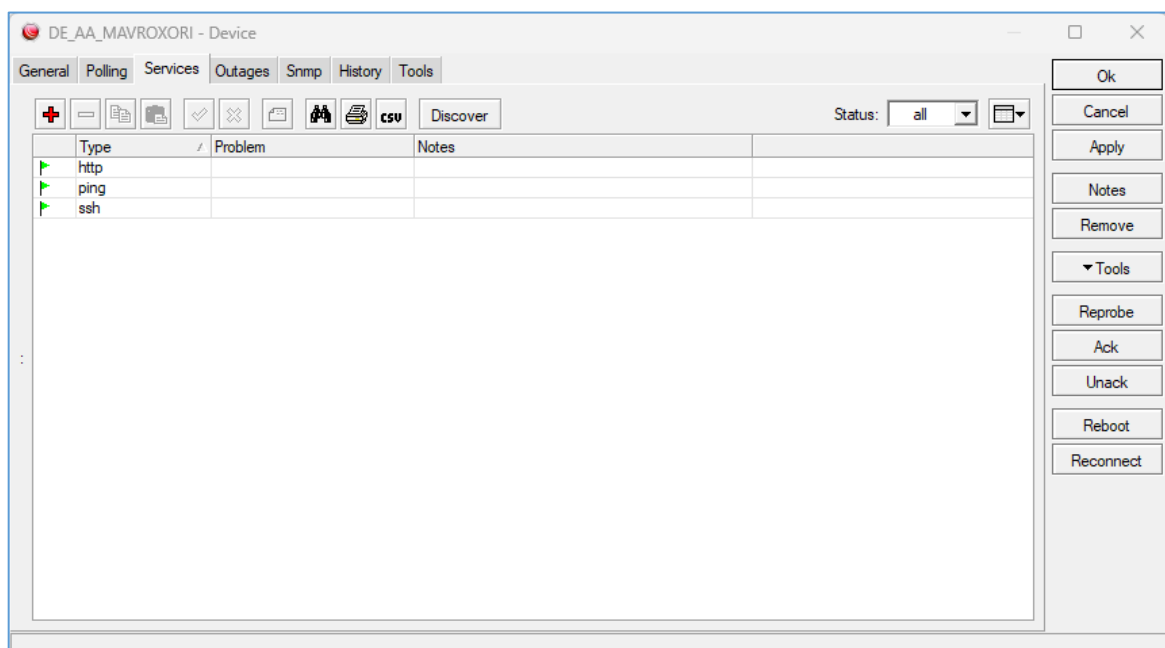 DE_AA_MAVROXORI - Device
General Polling Services Outages Snmp History Tools
Ok
csv Discover Status: all
Cancel
Type Problem Notes
Apply
http
ping
ssh
Notes
Remove
Tools
Reprobe
Ack
Unack
Reboot
Reconnect